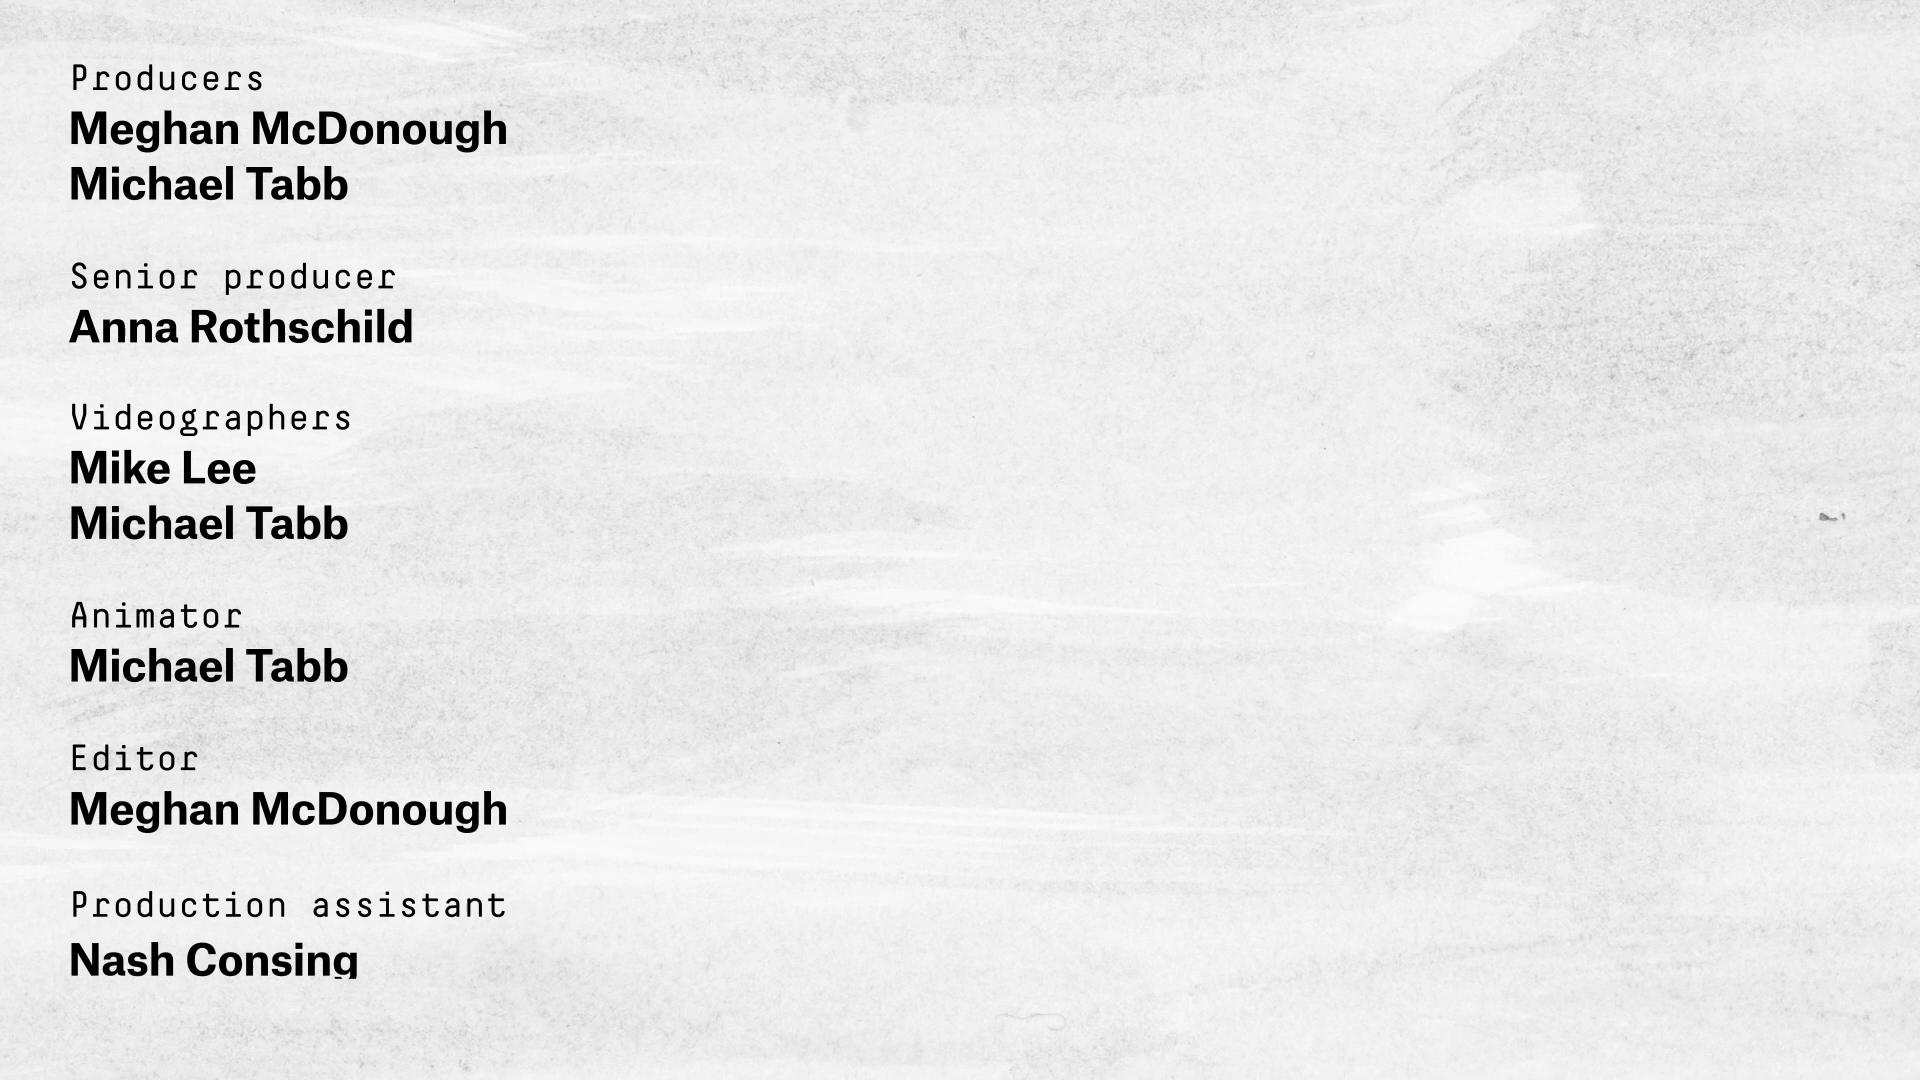 Producers
Meghan McDonough
Michael Tabb
Senior producer
Anna Rothschild
Videographers
Mike Lee
Michael Tabb
Animator
Michael Tabb
Editor
Meghan McDonough
Production assistant
Nash Consing